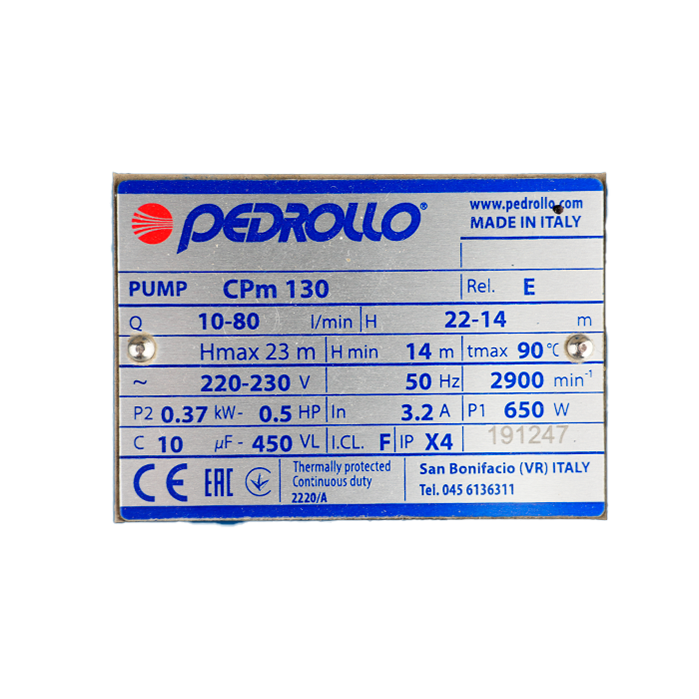 PEDROLLO®
www.pedrollo.com
MADE IN ITALY
PUMP CPm 130 Rel. E
Q 10-80 l/min H 22-14 m
Hmax 23 m H min 14 m tmax 90 °C
~ 220-230 V 50 Hz 2900 min⁻¹
P2 0.37 kW- 0.5 HP In 3.2 A P1 650 W
C 10 µF - 450 VL I.CL. F IP X4 191247
CE EAC
Thermally protected
Continuous duty
2220/A
San Bonifacio (VR) ITALY
Tel. 045 6136311